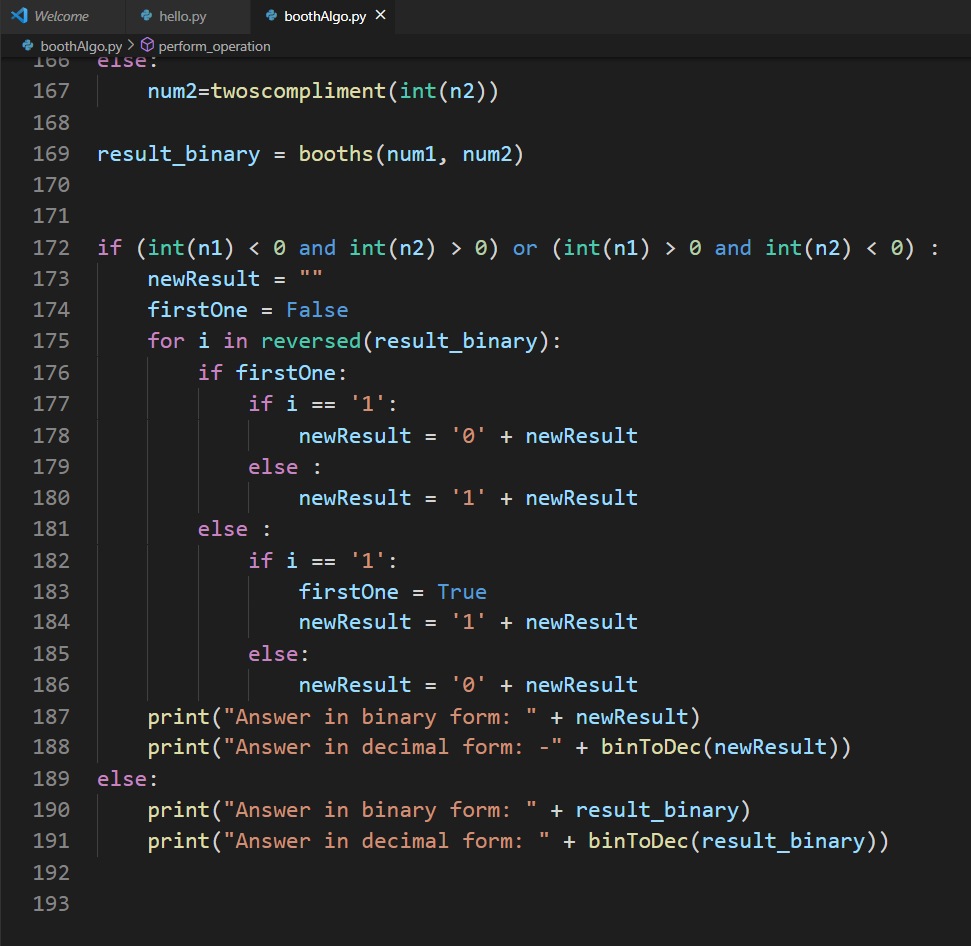 Welcome hello.py boothAlgo.py
boothAlgo.py > perform_operation
166 else:
167     num2=twoscompliment(int(n2))
168
169 result_binary = booths(num1, num2)
170
171
172 if (int(n1) < 0 and int(n2) > 0) or (int(n1) > 0 and int(n2) < 0) :
173     newResult = ""
174     firstOne = False
175     for i in reversed(result_binary):
176         if firstOne:
177             if i == '1':
178                 newResult = '0' + newResult
179             else :
180                 newResult = '1' + newResult
181         else :
182             if i == '1':
183                 firstOne = True
184                 newResult = '1' + newResult
185             else:
186                 newResult = '0' + newResult
187     print("Answer in binary form: " + newResult)
188     print("Answer in decimal form: -" + binToDec(newResult))
189 else:
190     print("Answer in binary form: " + result_binary)
191     print("Answer in decimal form: " + binToDec(result_binary))
192
193